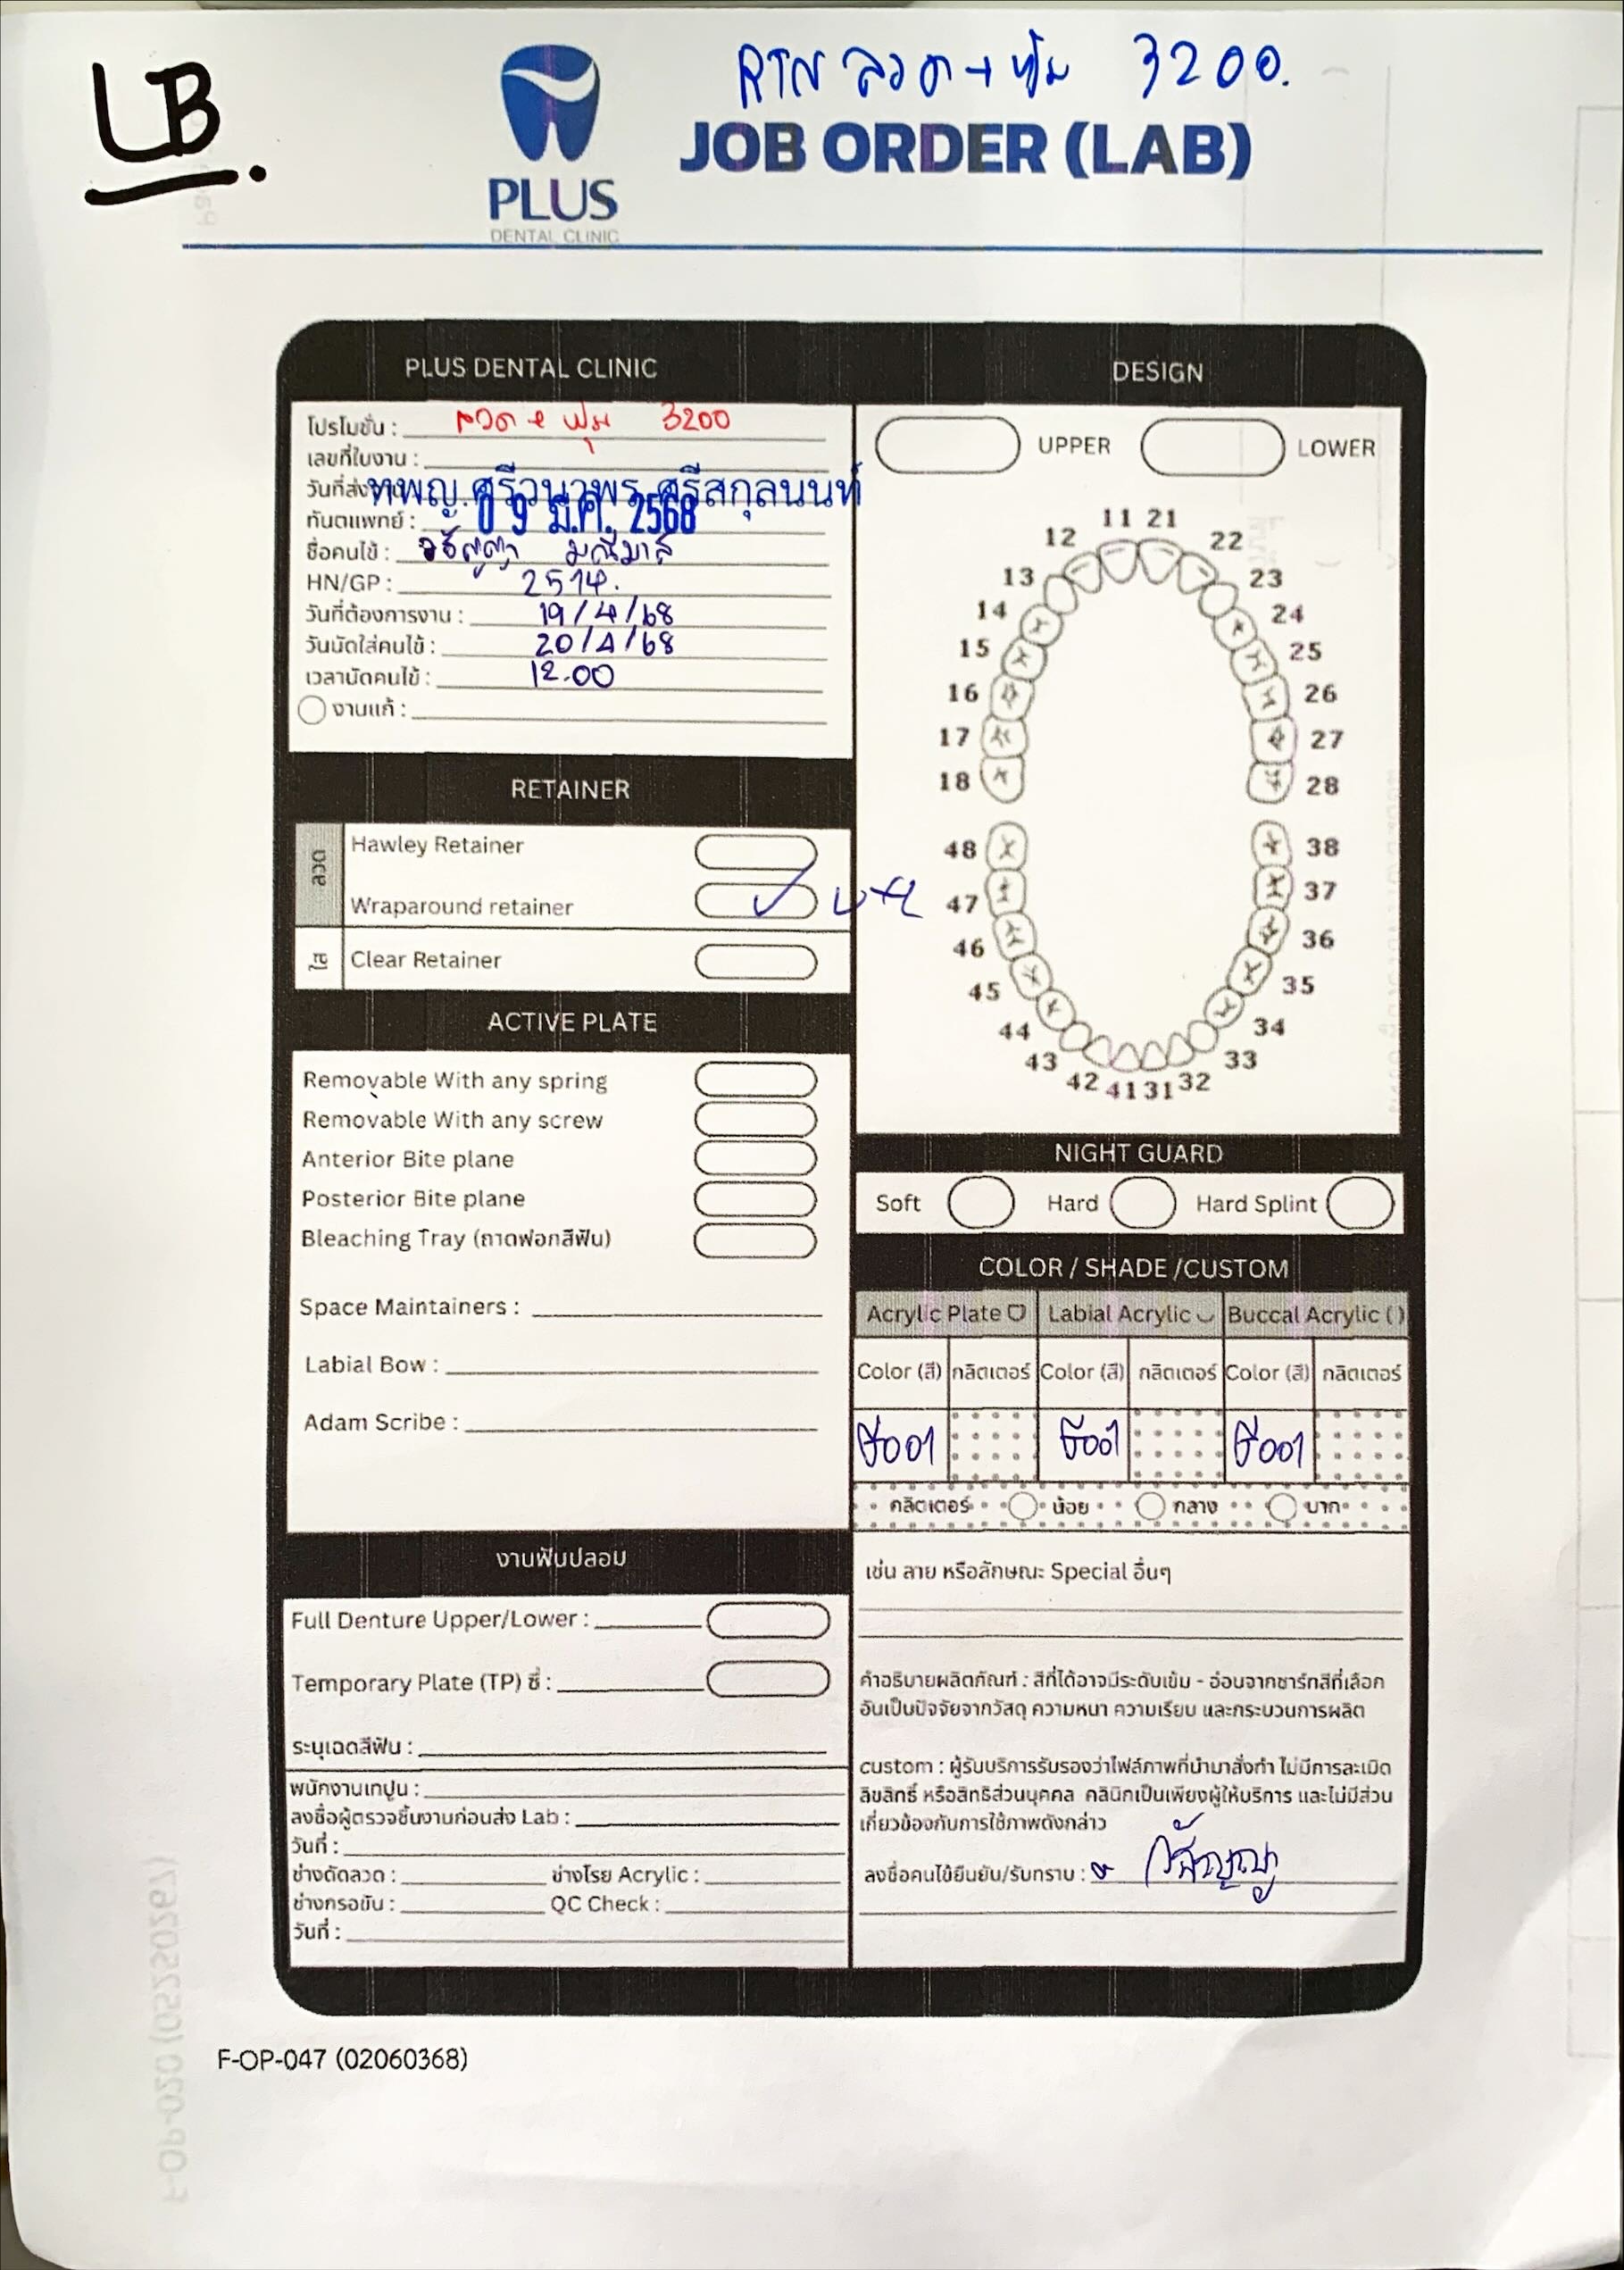 LB.
RTN ลวด + ฟุ้ม 3200.
PLUS
DENTAL CLINIC
JOB ORDER (LAB)
PLUS DENTAL CLINIC
โปรโมชั่น : ลวด + ฟุ้ม 3200
เลขที่ใบงาน :
วันที่ส่งงาน
ทพญ.ศรีวนาพร ศรีสกุลนนท์
ทันตแพทย์ : 09 มี.ค. 2568
ชื่อคนไข้ : มณีมาส
HN/GP : 2514.
วันที่ต้องการงาน : 19/4/68
วันนัดใส่คนไข้ : 20/4/68
เวลานัดคนไข้ : 12.00
งานแก้ :
RETAINER
ลวด
Hawley Retainer
Wraparound retainer
ใส
Clear Retainer
ACTIVE PLATE
Removable With any spring
Removable With any screw
Anterior Bite plane
Posterior Bite plane
Bleaching Tray (ถาดฟอกสีฟัน)
Space Maintainers :
Labial Bow :
Adam Scribe :
งานฟันปลอม
Full Denture Upper/Lower :
Temporary Plate (TP) ซี่ :
ระบุเฉดสีฟัน :
พนักงานเทปูน :
ลงชื่อผู้ตรวจชิ้นงานก่อนส่ง Lab :
วันที่ :
ช่างดัดลวด : ช่างโรย Acrylic :
ช่างกรอขัน : QC Check :
วันที่ :
DESIGN
UPPER LOWER
11 21
12 22
13 23
14 24
15 25
16 26
17 27
18 28
48 38
47 37
46 36
45 35
44 34
43 33
42 41 31 32
NIGHT GUARD
Soft Hard Hard Splint
COLOR / SHADE /CUSTOM
Acrylic Plate Labial Acrylic Buccal Acrylic ( )
Color (สี) กลิตเตอร์ Color (สี) กลิตเตอร์ Color (สี) กลิตเตอร์
ชี001 ชี001 ชี001
กลิตเตอร์ น้อย กลาง มาก
เช่น ลาย หรือลักษณะ Special อื่นๆ
คำอธิบายผลิตภัณฑ์ : สีที่ได้อาจมีระดับเข้ม - อ่อนจากชาร์ทสีที่เลือก
อันเป็นปัจจัยจากวัสดุ ความหนา ความเรียบ และกระบวนการผลิต
custom : ผู้รับบริการรับรองว่าไฟล์ภาพที่นำมาสั่งทำ ไม่มีการละเมิด
ลิขสิทธิ์ หรือสิทธิส่วนบุคคล คลินิกเป็นเพียงผู้ให้บริการ และไม่มีส่วน
เกี่ยวข้องกับการใช้ภาพดังกล่าว
ลงชื่อคนไข้ยืนยัน/รับทราบ :
F-OP-047 (02060368)
F-OP-020 (05250267)